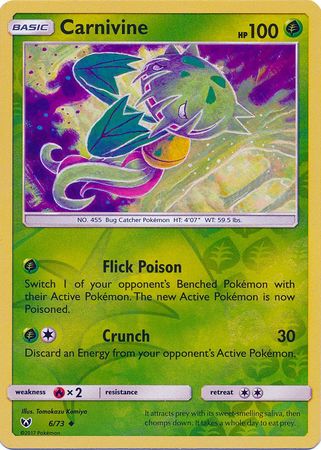 BASIC Carnivine HP 100
NO. 455 Bug Catcher Pokémon HT: 4'07" WT: 59.5 lbs.
Flick Poison
Switch 1 of your opponent's Benched Pokémon with
their Active Pokémon. The new Active Pokémon is now
Poisoned.
Crunch 30
Discard an Energy from your opponent's Active Pokémon.
weakness × 2 resistance retreat
Illus. Tomokazu Komiya
6/73
©2017 Pokémon
It attracts prey with its sweet-smelling saliva, then
chomps down. It takes a whole day to eat prey.